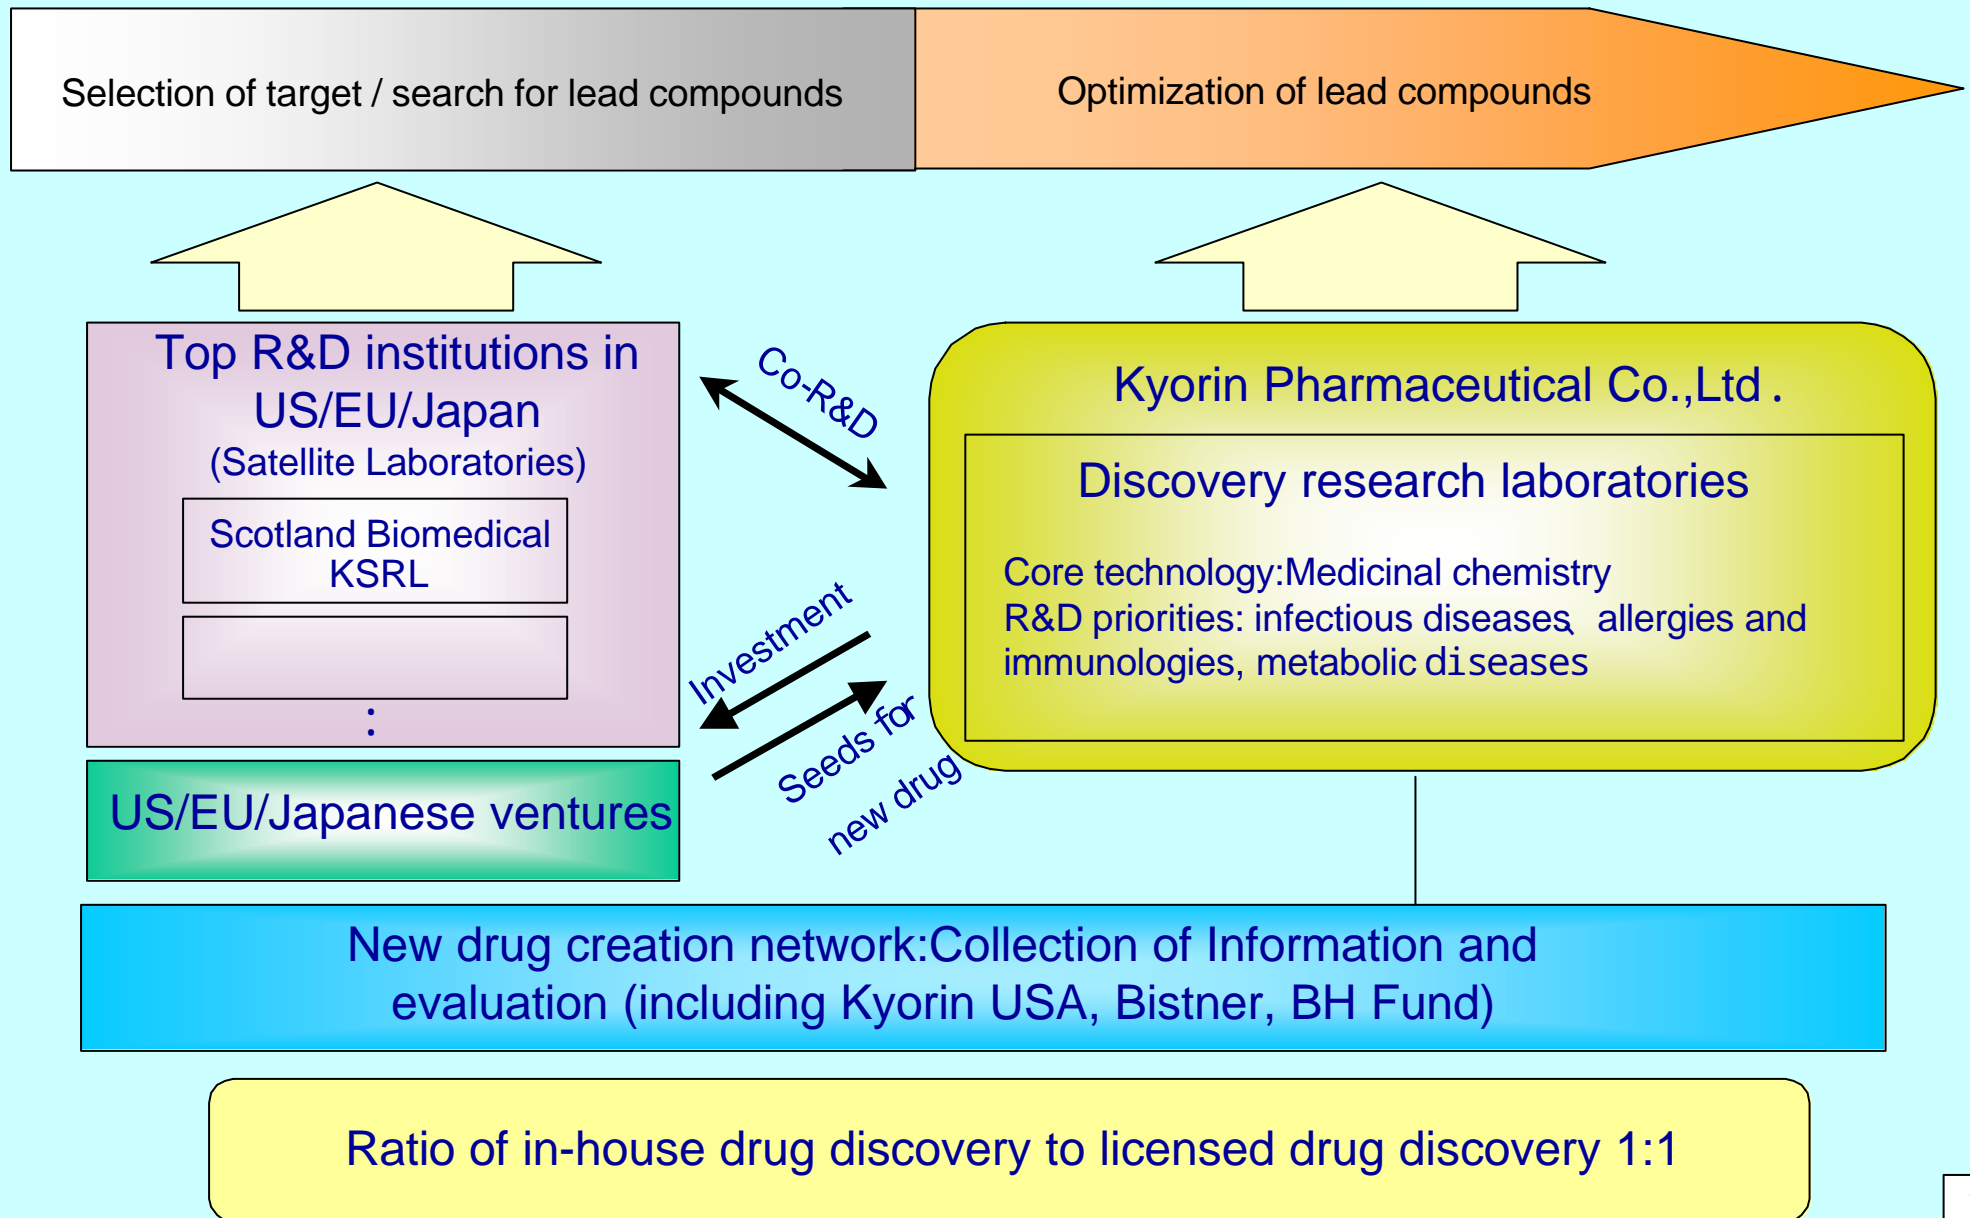 Selection of target / search for lead compounds
Optimization of lead compounds
Top R&D institutions in
US/EU/Japan
(Satellite Laboratories)
Scotland Biomedical
KSRL
:
US/EU/Japanese ventures
Co-R&D
Investment
Seeds for
new drug
Kyorin Pharmaceutical Co.,Ltd.
Discovery research laboratories
Core technology:Medicinal chemistry
R&D priorities: infectious diseases、allergies and
immunologies, metabolic diseases
New drug creation network:Collection of Information and
evaluation (including Kyorin USA, Bistner, BH Fund)
Ratio of in-house drug discovery to licensed drug discovery 1:1